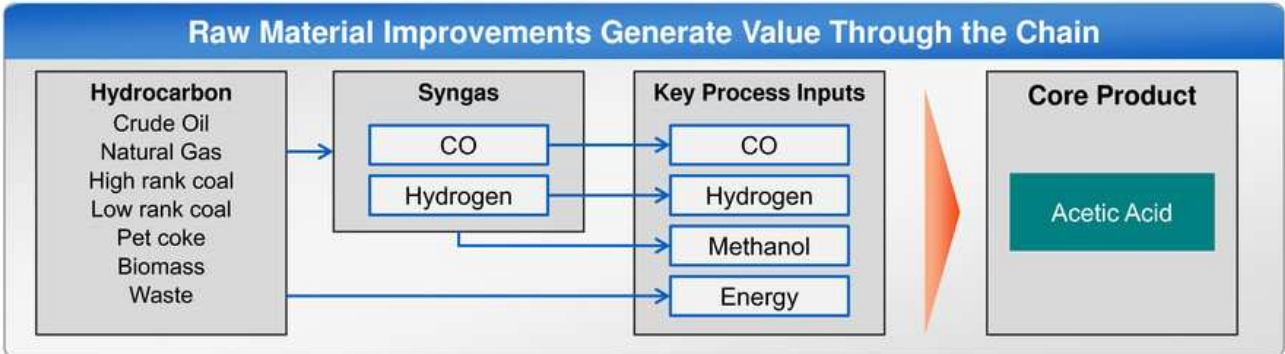 Raw Material Improvements Generate Value Through the Chain
Hydrocarbon
Crude Oil
Natural Gas
High rank coal
Low rank coal
Pet coke
Biomass
Waste
Syngas
CO
Hydrogen
Key Process Inputs
CO
Hydrogen
Methanol
Energy
Core Product
Acetic Acid